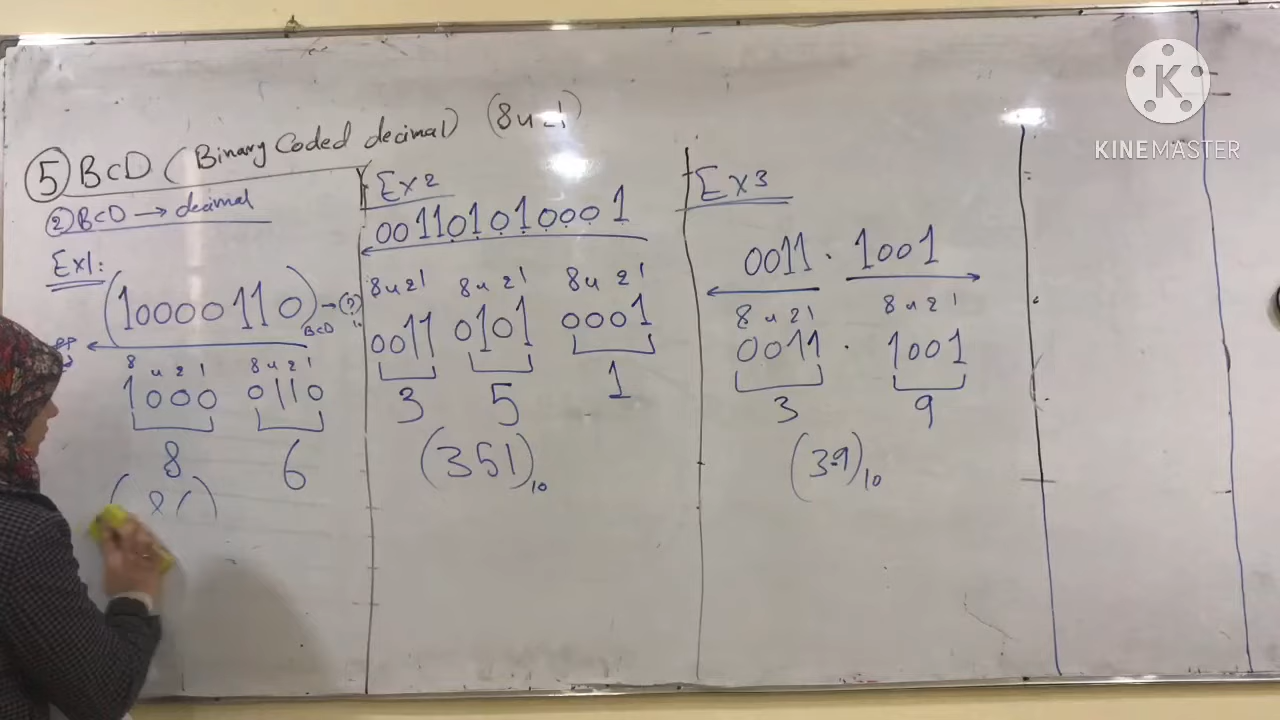 ⑤ BCD (Binary Coded decimal) (8421)
② BCD → decimal
Ex1:
(10000110)BCD → (?)10
8421 8421
1000 0110
8 6
(86)
Ex2
001101010001
8421 8421 8421
0011 0101 0001
3 5 1
(351)10
Ex3
0011 . 1001
8421 8421
0011 . 1001
3 9
(3.9)10
K
KINEMASTER